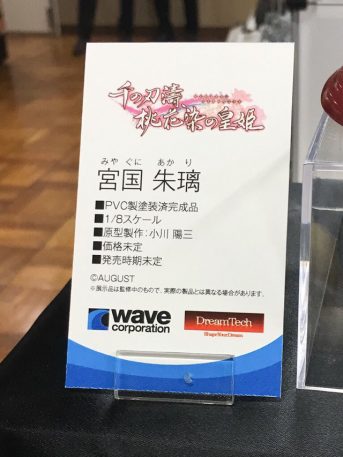 千の刃濤、
桃花染の皇姫
みや ぐに あか り
宮国 朱璃
■PVC製塗装済完成品
■1/8スケール
■原型製作：小川 陽三
■価格未定
■発売時期未定
©AUGUST
※展示品は監修中のもので、実際の製品とは異なる場合があります。
wave
corporation
DreamTech